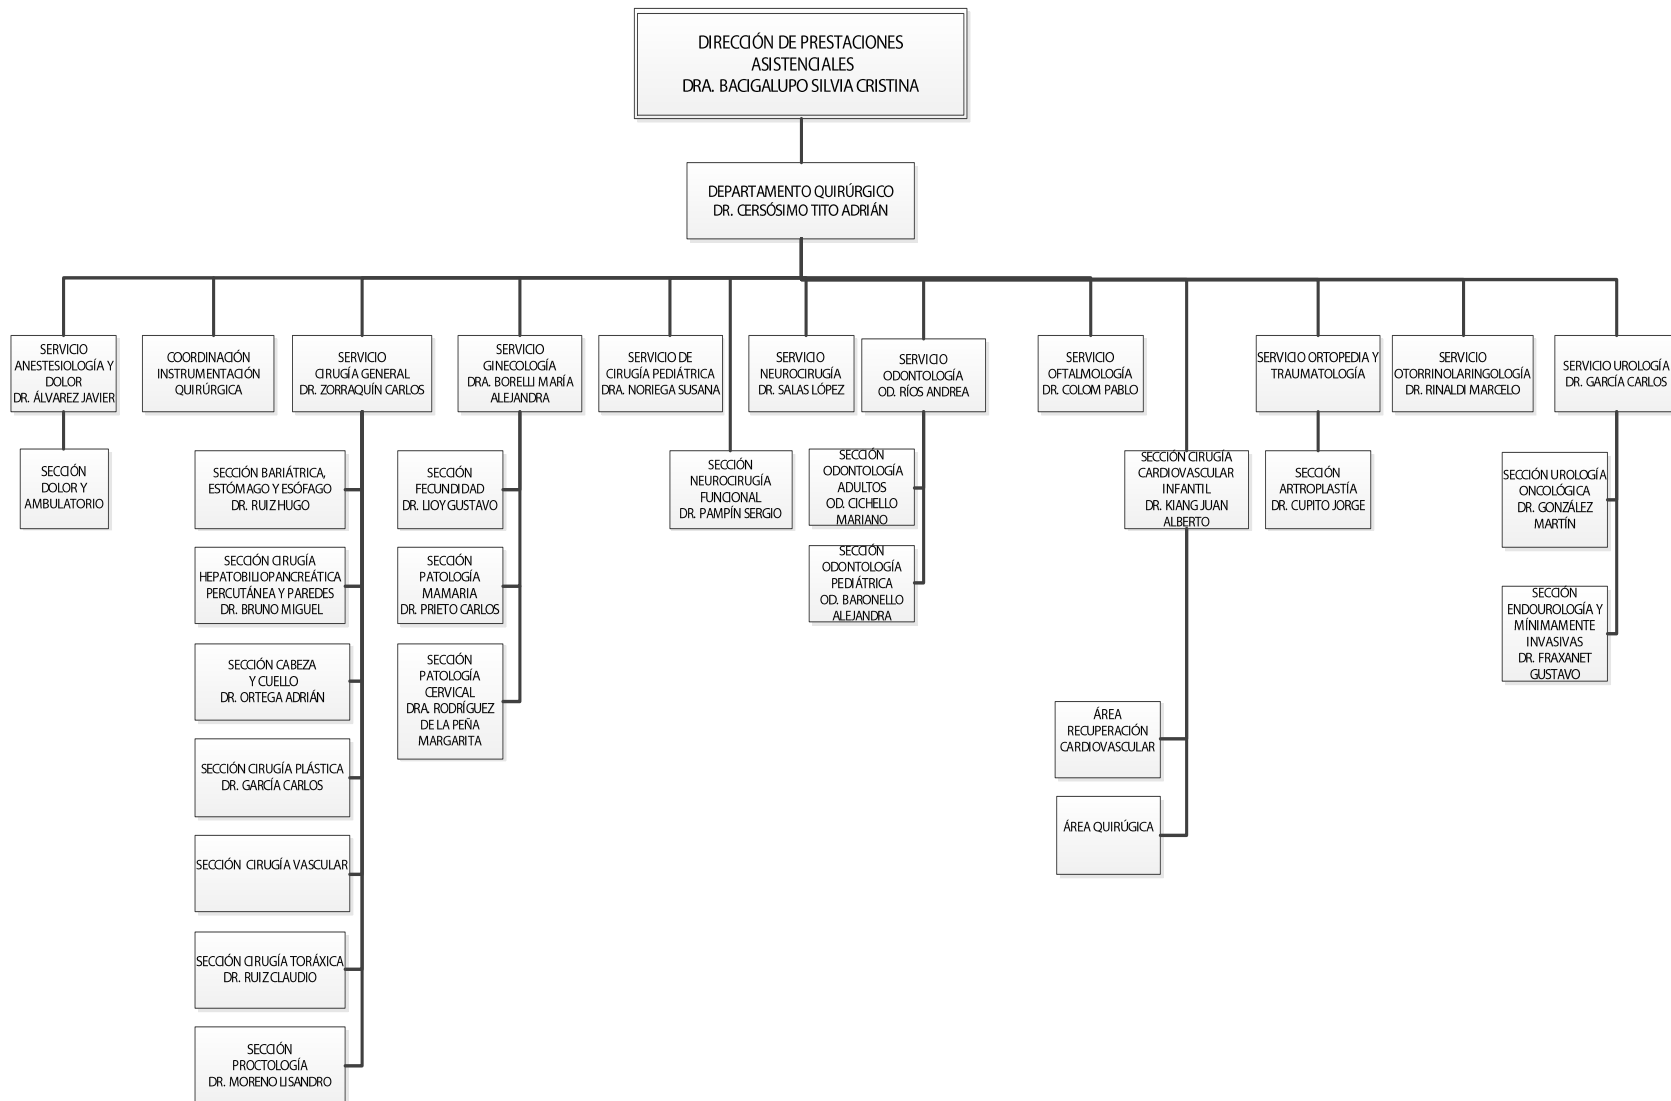 DIRECCIÓN DE PRESTACIONES
ASISTENCIALES
DRA. BACIGALUPO SILVIA CRISTINA
DEPARTAMENTO QUIRÚRGICO
DR. CERSÓSIMO TITO ADRIÁN
SERVICIO
ANESTESIOLOGÍA Y
DOLOR
DR. ÁLVAREZ JAVIER
COORDINACIÓN
INSTRUMENTACIÓN
QUIRÚRGICA
SERVICIO
CIRUGÍA GENERAL
DR. ZORRAQUÍN CARLOS
SERVICIO
GINECOLOGÍA
DRA. BORELLI MARÍA
ALEJANDRA
SERVICIO DE
CIRUGÍA PEDIÁTRICA
DRA. NORIEGA SUSANA
SERVICIO
NEUROCIRUGÍA
DR. SALAS LÓPEZ
SERVICIO
ODONTOLOGÍA
OD. RÍOS ANDREA
SERVICIO
OFTALMOLOGÍA
DR. COLOM PABLO
SERVICIO ORTOPEDIA Y
TRAUMATOLOGÍA
SERVICIO
OTORRINOLARINGOLOGÍA
DR. RINALDI MARCELO
SERVICIO UROLOGÍA
DR. GARCÍA CARLOS
SECCIÓN
DOLOR Y
AMBULATORIO
SECCIÓN BARIÁTRICA,
ESTÓMAGO Y ESÓFAGO
DR. RUIZ HUGO
SECCIÓN CIRUGÍA
HEPATOBILIOPANCREÁTICA
PERCUTÁNEA Y PAREDES
DR. BRUNO MIGUEL
SECCIÓN CABEZA
Y CUELLO
DR. ORTEGA ADRIÁN
SECCIÓN CIRUGÍA PLÁSTICA
DR. GARCÍA CARLOS
SECCIÓN CIRUGÍA VASCULAR
SECCIÓN CIRUGÍA TORÁXICA
DR. RUIZ CLAUDIO
SECCIÓN
PROCTOLOGÍA
DR. MORENO LISANDRO
SECCIÓN
FECUNDIDAD
DR. LIOY GUSTAVO
SECCIÓN
PATOLOGÍA
MAMARIA
DR. PRIETO CARLOS
SECCIÓN
PATOLOGÍA
CERVICAL
DRA. RODRÍGUEZ
DE LA PEÑA
MARGARITA
SECCIÓN
NEUROCIRUGÍA
FUNCIONAL
DR. PAMPÍN SERGIO
SECCIÓN
ODONTOLOGÍA
ADULTOS
OD. CICHELLO
MARIANO
SECCIÓN
ODONTOLOGÍA
PEDIÁTRICA
OD. BARONELLO
ALEJANDRA
SECCIÓN CIRUGÍA
CARDIOVASCULAR
INFANTIL
DR. KIANG JUAN
ALBERTO
ÁREA
RECUPERACIÓN
CARDIOVASCULAR
ÁREA QUIRÚGICA
SECCIÓN
ARTROPLASTÍA
DR. CUPITO JORGE
SECCIÓN UROLOGÍA
ONCOLÓGICA
DR. GONZÁLEZ
MARTÍN
SECCIÓN
ENDOUROLOGÍA Y
MÍNIMAMENTE
INVASIVAS
DR. FRAXANET
GUSTAVO